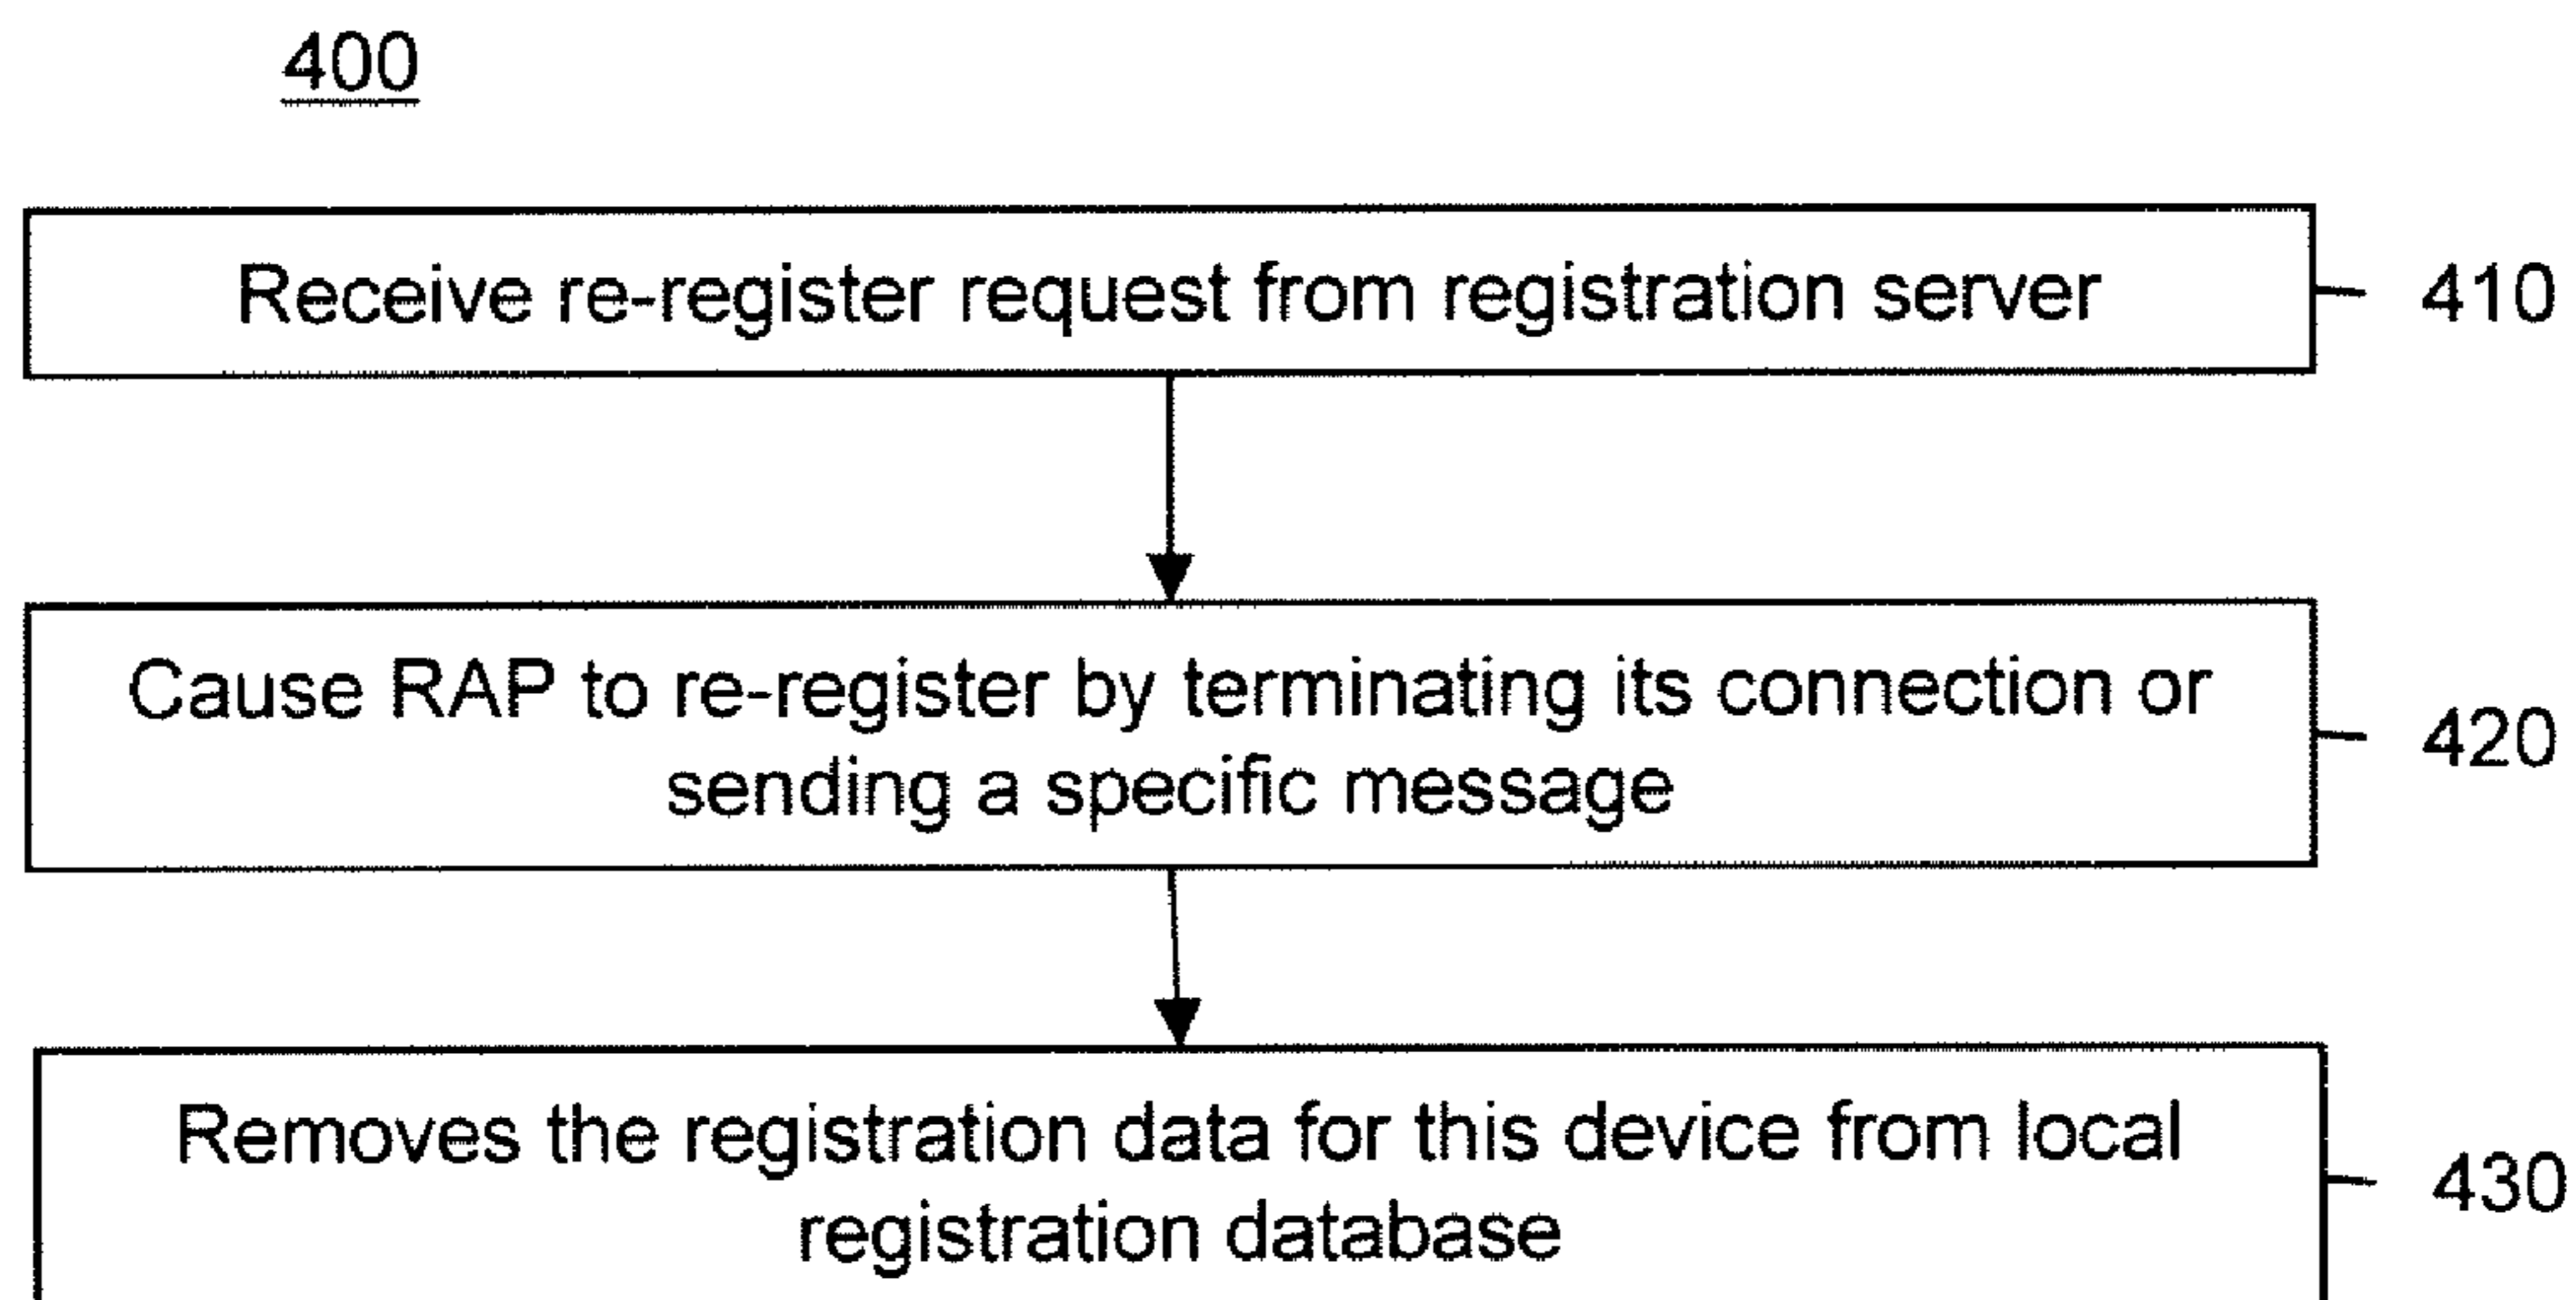 400
Receive re-register request from registration server
410
Cause RAP to re-register by terminating its connection or
sending a specific message
420
Removes the registration data for this device from local
registration database
430